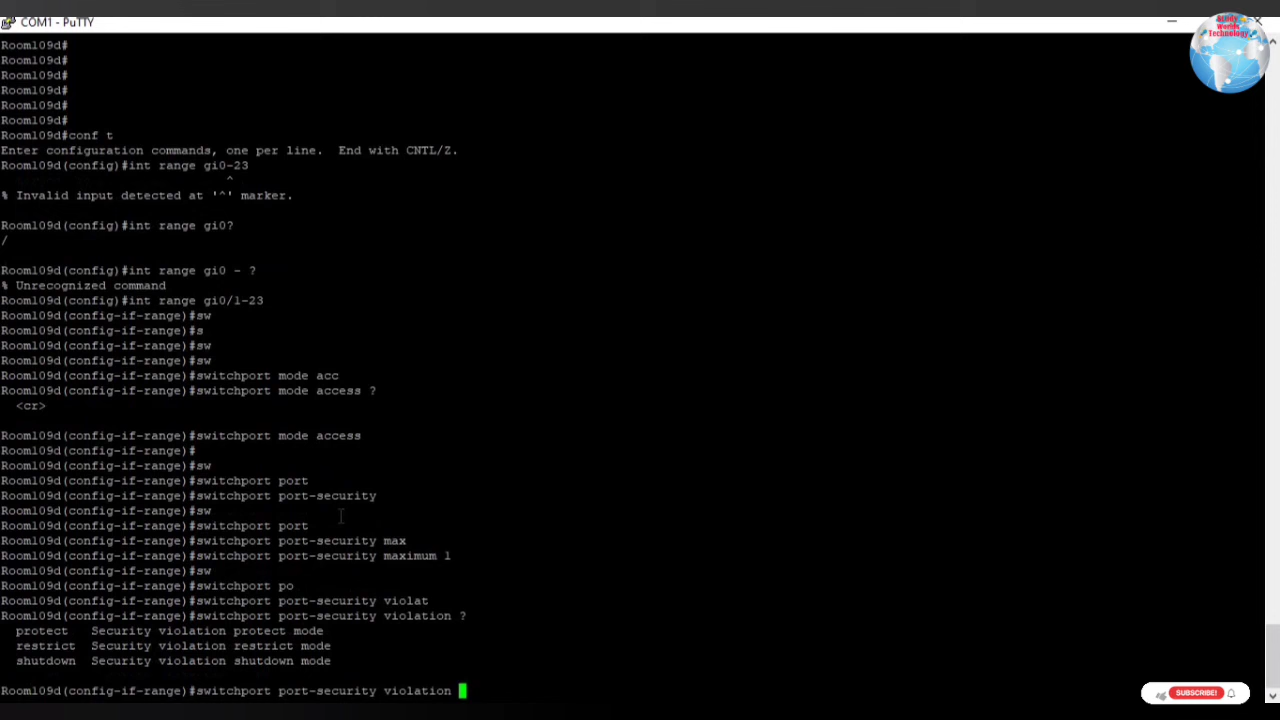 COM1 - PuTTY
Study
Worlds
Technology
Room109d#
Room109d#
Room109d#
Room109d#
Room109d#
Room109d#
Room109d#conf t
Enter configuration commands, one per line.  End with CNTL/Z.
Room109d(config)#int range gi0-23
^
% Invalid input detected at '^' marker.
Room109d(config)#int range gi0?
/
Room109d(config)#int range gi0 - ?
% Unrecognized command
Room109d(config)#int range gi0/1-23
Room109d(config-if-range)#sw
Room109d(config-if-range)#s
Room109d(config-if-range)#sw
Room109d(config-if-range)#sw
Room109d(config-if-range)#switchport mode acc
Room109d(config-if-range)#switchport mode access ?
<cr>
Room109d(config-if-range)#switchport mode access
Room109d(config-if-range)#
Room109d(config-if-range)#sw
Room109d(config-if-range)#switchport port
Room109d(config-if-range)#switchport port-security
Room109d(config-if-range)#sw
Room109d(config-if-range)#switchport port
Room109d(config-if-range)#switchport port-security max
Room109d(config-if-range)#switchport port-security maximum 1
Room109d(config-if-range)#sw
Room109d(config-if-range)#switchport po
Room109d(config-if-range)#switchport port-security violat
Room109d(config-if-range)#switchport port-security violation ?
protect   Security violation protect mode
restrict  Security violation restrict mode
shutdown  Security violation shutdown mode
Room109d(config-if-range)#switchport port-security violation
SUBSCRIBE!